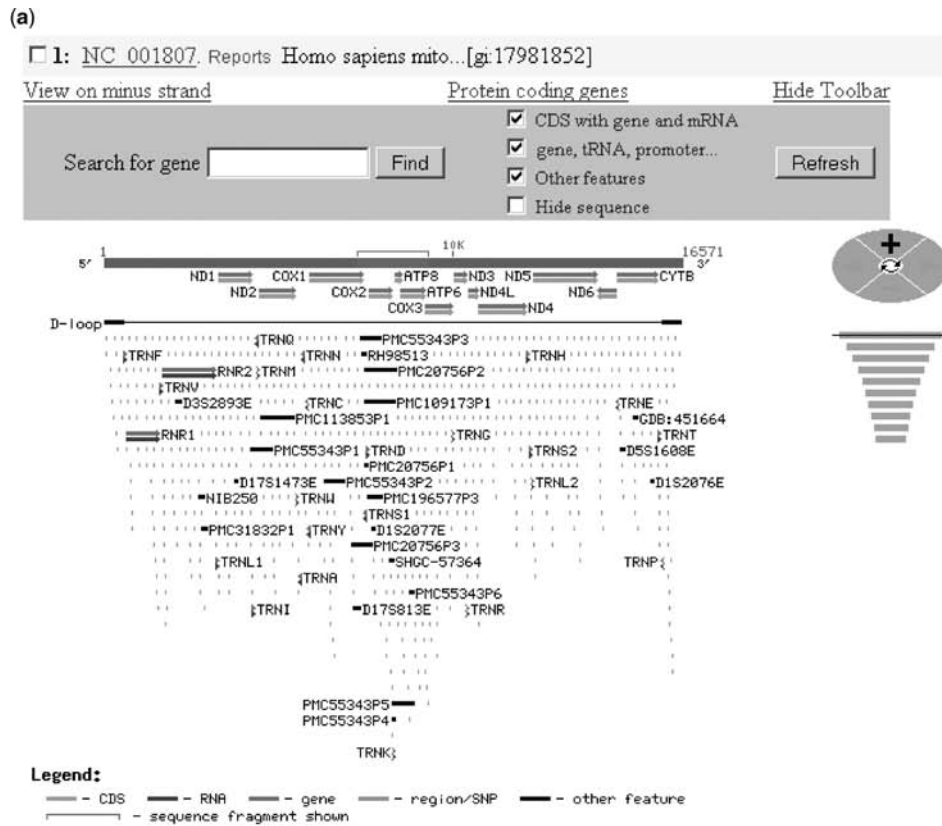 (a)
1: NC_001807. Reports Homo sapiens mito...[gi:17981852]
View on minus strand Protein coding genes Hide Toolbar
CDS with gene and mRNA
Search for gene Find gene, tRNA, promoter... Refresh
Other features
Hide sequence
1 10K 16571
5′ 3′
ND1 COX1 ATP8 ND3 ND5 CYTB
ND2 COX2 ATP6 ND4L ND6
COX3 ND4
D-loop
TRNQ PMC55343P3
TRNF TRNN RH98513 TRNH
RNR2 TRNM PMC20756P2
TRNV
D3S2893E TRNC PMC109173P1 TRNE
PMC113853P1 GDB:451664
RNR1 TRNG TRNT
PMC55343P1 TRND TRNS2 D5S1608E
PMC20756P1
D17S1473E PMC55343P2 TRNL2 D1S2076E
NIB250 TRNW PMC196577P3
TRNS1
PMC31832P1 TRNY D1S2077E
PMC20756P3
TRNL1 SHGC-57364 TRNP
TRNA
PMC55343P6
TRNI D17S813E TRNR
PMC55343P5
PMC55343P4
TRNK
Legend:
- CDS - RNA - gene - region/SNP - other feature
- sequence fragment shown